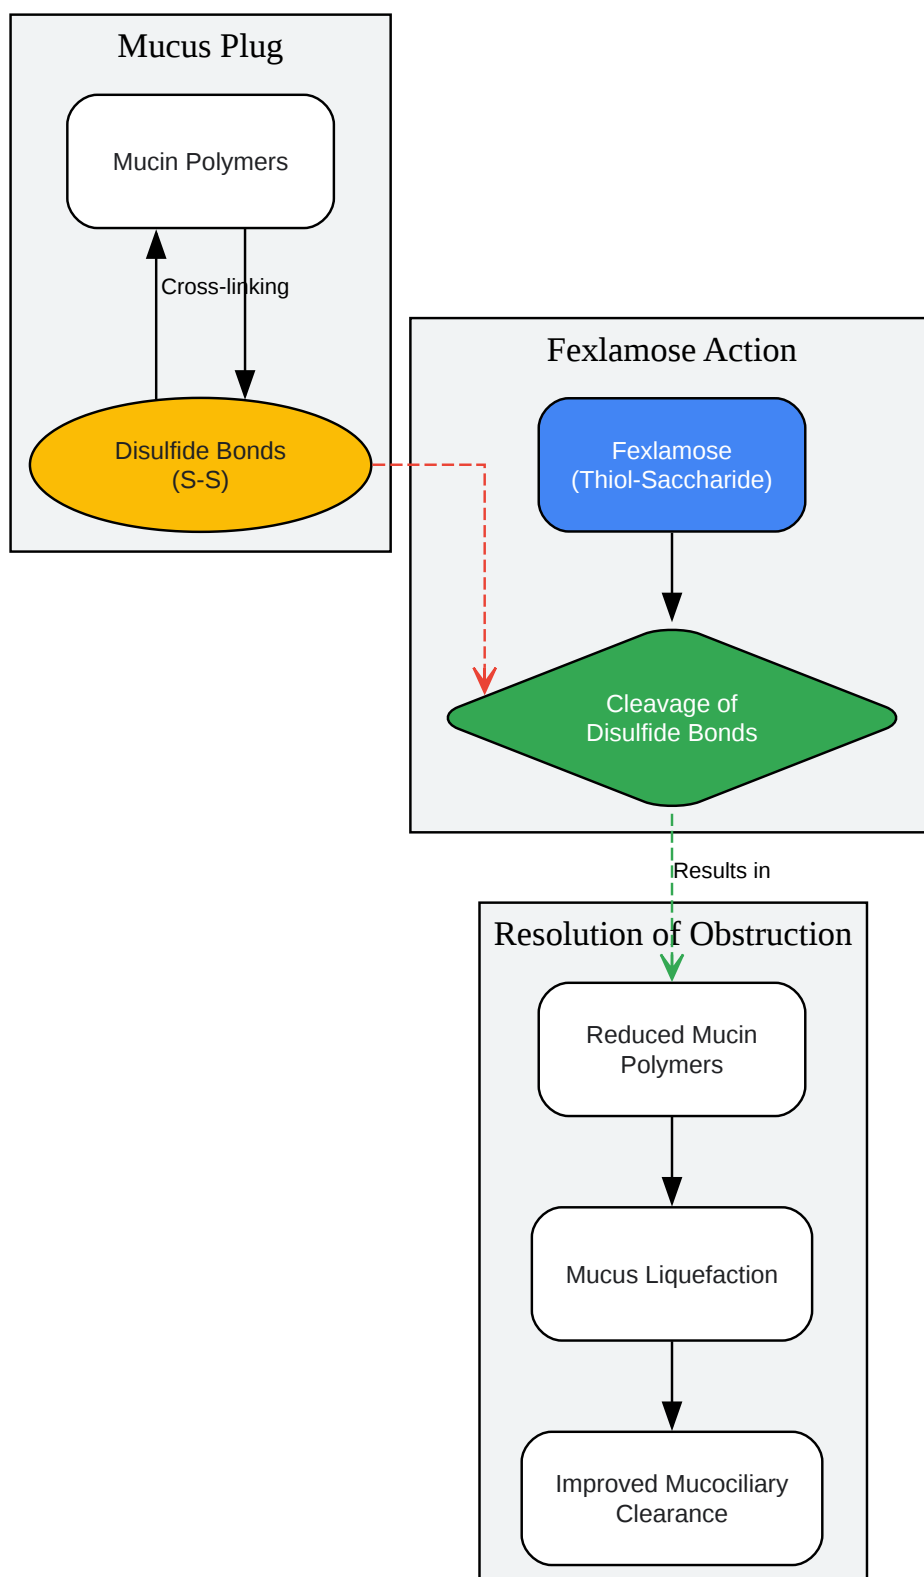 Mucus Plug
Mucin Polymers
Cross-linking
Disulfide Bonds
(S-S)
Fexlamose Action
Fexlamose
(Thiol-Saccharide)
Cleavage of
Disulfide Bonds
Results in
Resolution of Obstruction
Reduced Mucin
Polymers
Mucus Liquefaction
Improved Mucociliary
Clearance